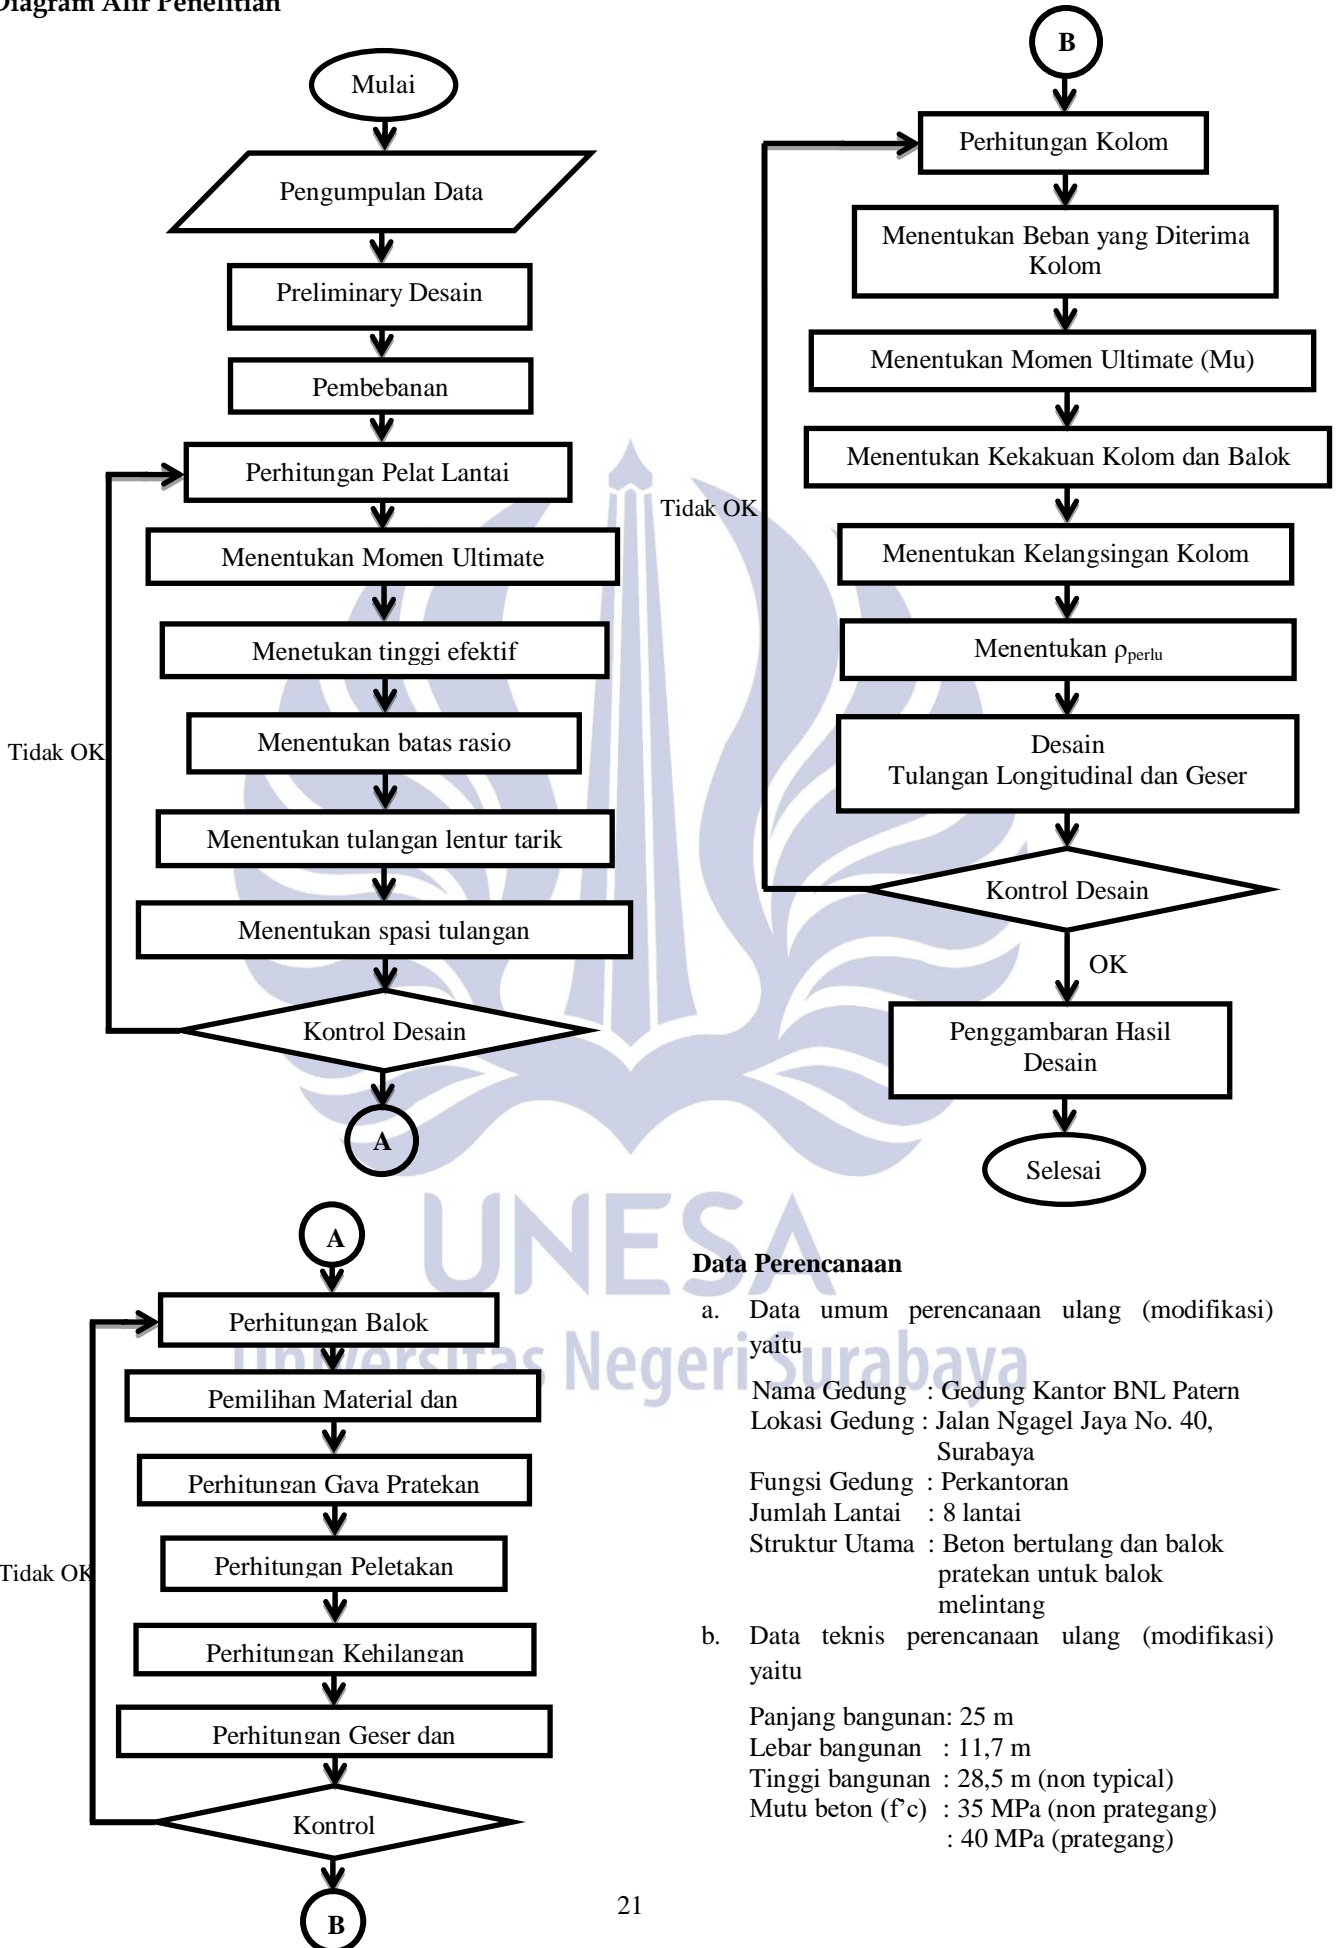 Diagram Alir Penelitian
Mulai
Pengumpulan Data
Preliminary Desain
Pembebanan
Perhitungan Pelat Lantai
Menentukan Momen Ultimate
Menetukan tinggi efektif
Menentukan batas rasio
Tidak OK
Menentukan tulangan lentur tarik
Menentukan spasi tulangan
Kontrol Desain
A
A
Perhitungan Balok
Pemilihan Material dan
Perhitungan Gaya Pratekan
Perhitungan Peletakan
Tidak OK
Perhitungan Kehilangan
Perhitungan Geser dan
Kontrol
B
B
Perhitungan Kolom
Menentukan Beban yang Diterima
Kolom
Menentukan Momen Ultimate (Mu)
Menentukan Kekakuan Kolom dan Balok
Tidak OK
Menentukan Kelangsingan Kolom
Menentukan ρperlu
Desain
Tulangan Longitudinal dan Geser
Kontrol Desain
OK
Penggambaran Hasil
Desain
Selesai
UNESA
Universitas Negeri Surabaya
Data Perencanaan
a. Data umum perencanaan ulang (modifikasi)
yaitu
Nama Gedung : Gedung Kantor BNL Patern
Lokasi Gedung : Jalan Ngagel Jaya No. 40,
Surabaya
Fungsi Gedung : Perkantoran
Jumlah Lantai : 8 lantai
Struktur Utama : Beton bertulang dan balok
pratekan untuk balok
melintang
b. Data teknis perencanaan ulang (modifikasi)
yaitu
Panjang bangunan: 25 m
Lebar bangunan : 11,7 m
Tinggi bangunan : 28,5 m (non typical)
Mutu beton (f’c) : 35 MPa (non prategang)
: 40 MPa (prategang)
21